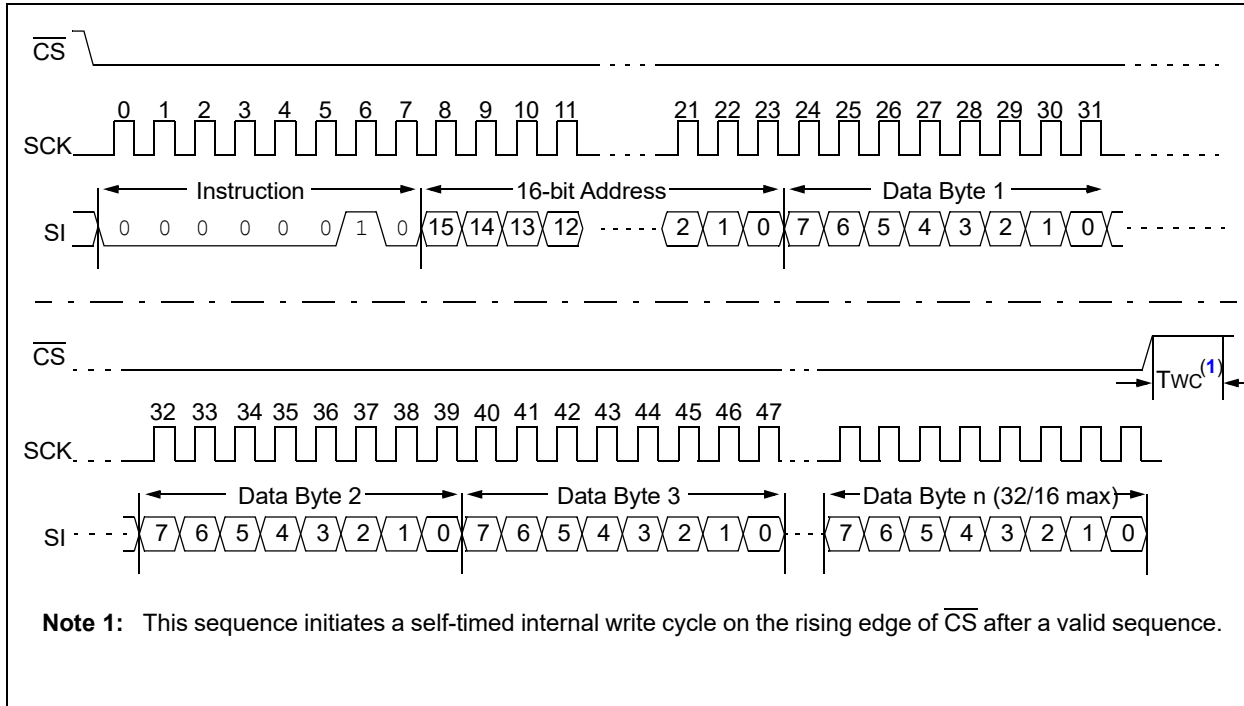 CS
0 1 2 3 4 5 6 7 8 9 10 11 21 22 23 24 25 26 27 28 29 30 31
SCK
Instruction 16-bit Address Data Byte 1
SI 0 0 0 0 0 0 1 0 15 14 13 12 2 1 0 7 6 5 4 3 2 1 0
CS
TWC(1)
32 33 34 35 36 37 38 39 40 41 42 43 44 45 46 47
SCK
Data Byte 2 Data Byte 3 Data Byte n (32/16 max)
SI 7 6 5 4 3 2 1 0 7 6 5 4 3 2 1 0 7 6 5 4 3 2 1 0
Note 1: This sequence initiates a self-timed internal write cycle on the rising edge of CS after a valid sequence.